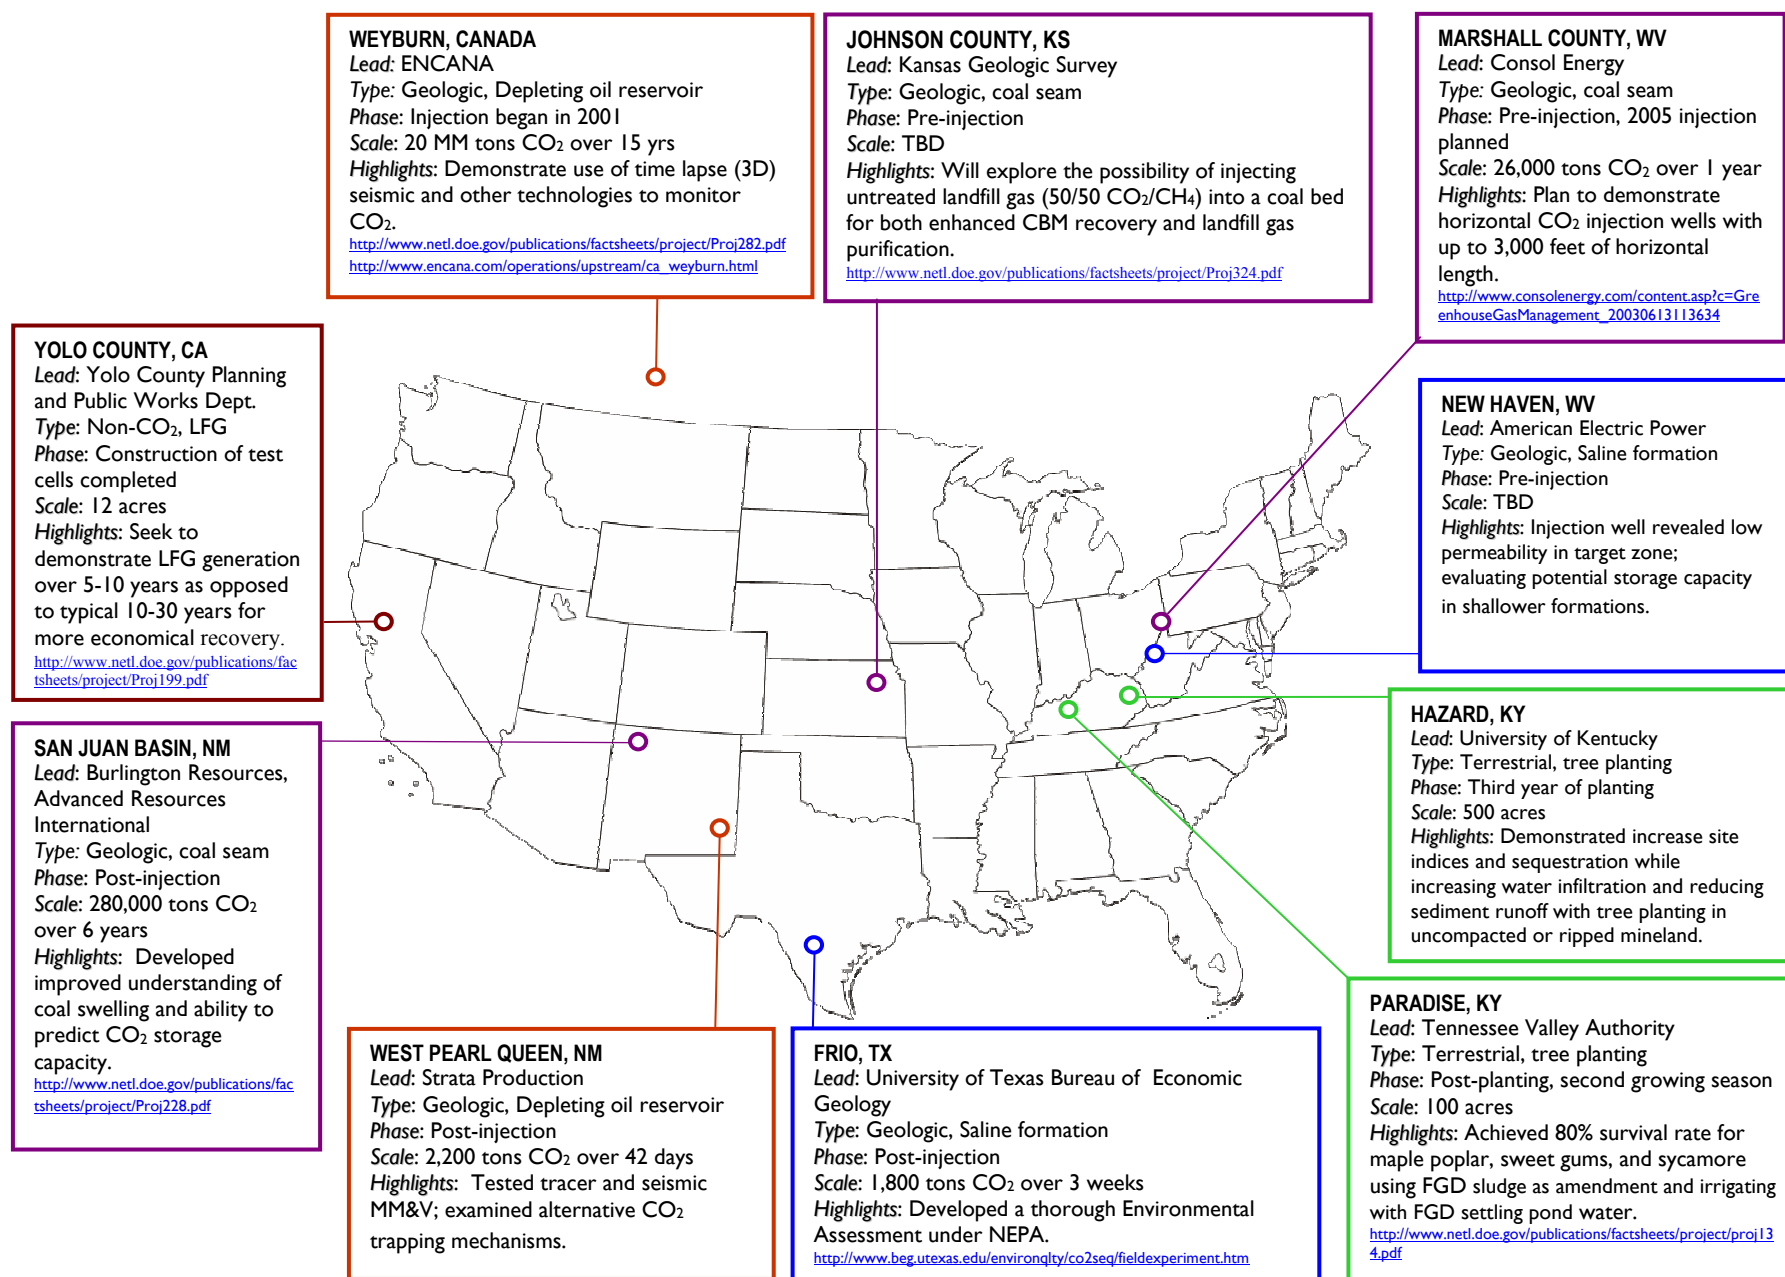 WEYBURN, CANADA
Lead: ENCANA
Type: Geologic, Depleting oil reservoir
Phase: Injection began in 2001
Scale: 20 MM tons CO₂ over 15 yrs
Highlights: Demonstrate use of time lapse (3D)
seismic and other technologies to monitor
CO₂.
http://www.netl.doe.gov/publications/factsheets/project/Proj282.pdf
http://www.encana.com/operations/upstream/ca_weyburn.html
JOHNSON COUNTY, KS
Lead: Kansas Geologic Survey
Type: Geologic, coal seam
Phase: Pre-injection
Scale: TBD
Highlights: Will explore the possibility of injecting
untreated landfill gas (50/50 CO₂/CH₄) into a coal bed
for both enhanced CBM recovery and landfill gas
purification.
http://www.netl.doe.gov/publications/factsheets/project/Proj324.pdf
MARSHALL COUNTY, WV
Lead: Consol Energy
Type: Geologic, coal seam
Phase: Pre-injection, 2005 injection
planned
Scale: 26,000 tons CO₂ over 1 year
Highlights: Plan to demonstrate
horizontal CO₂ injection wells with
up to 3,000 feet of horizontal
length.
http://www.consolenergy.com/content.asp?c=Gre
enhouseGasManagement_20030613113634
YOLO COUNTY, CA
Lead: Yolo County Planning
and Public Works Dept.
Type: Non-CO₂, LFG
Phase: Construction of test
cells completed
Scale: 12 acres
Highlights: Seek to
demonstrate LFG generation
over 5-10 years as opposed
to typical 10-30 years for
more economical recovery.
http://www.netl.doe.gov/publications/fac
tsheets/project/Proj199.pdf
NEW HAVEN, WV
Lead: American Electric Power
Type: Geologic, Saline formation
Phase: Pre-injection
Scale: TBD
Highlights: Injection well revealed low
permeability in target zone;
evaluating potential storage capacity
in shallower formations.
HAZARD, KY
Lead: University of Kentucky
Type: Terrestrial, tree planting
Phase: Third year of planting
Scale: 500 acres
Highlights: Demonstrated increase site
indices and sequestration while
increasing water infiltration and reducing
sediment runoff with tree planting in
uncompacted or ripped mineland.
SAN JUAN BASIN, NM
Lead: Burlington Resources,
Advanced Resources
International
Type: Geologic, coal seam
Phase: Post-injection
Scale: 280,000 tons CO₂
over 6 years
Highlights: Developed
improved understanding of
coal swelling and ability to
predict CO₂ storage
capacity.
http://www.netl.doe.gov/publications/fac
tsheets/project/Proj228.pdf
WEST PEARL QUEEN, NM
Lead: Strata Production
Type: Geologic, Depleting oil reservoir
Phase: Post-injection
Scale: 2,200 tons CO₂ over 42 days
Highlights: Tested tracer and seismic
MM&V; examined alternative CO₂
trapping mechanisms.
FRIO, TX
Lead: University of Texas Bureau of Economic
Geology
Type: Geologic, Saline formation
Phase: Post-injection
Scale: 1,800 tons CO₂ over 3 weeks
Highlights: Developed a thorough Environmental
Assessment under NEPA.
http://www.beg.utexas.edu/environqlty/co2seq/fieldexperiment.htm
PARADISE, KY
Lead: Tennessee Valley Authority
Type: Terrestrial, tree planting
Phase: Post-planting, second growing season
Scale: 100 acres
Highlights: Achieved 80% survival rate for
maple poplar, sweet gums, and sycamore
using FGD sludge as amendment and irrigating
with FGD settling pond water.
http://www.netl.doe.gov/publications/factsheets/project/proj13
4.pdf